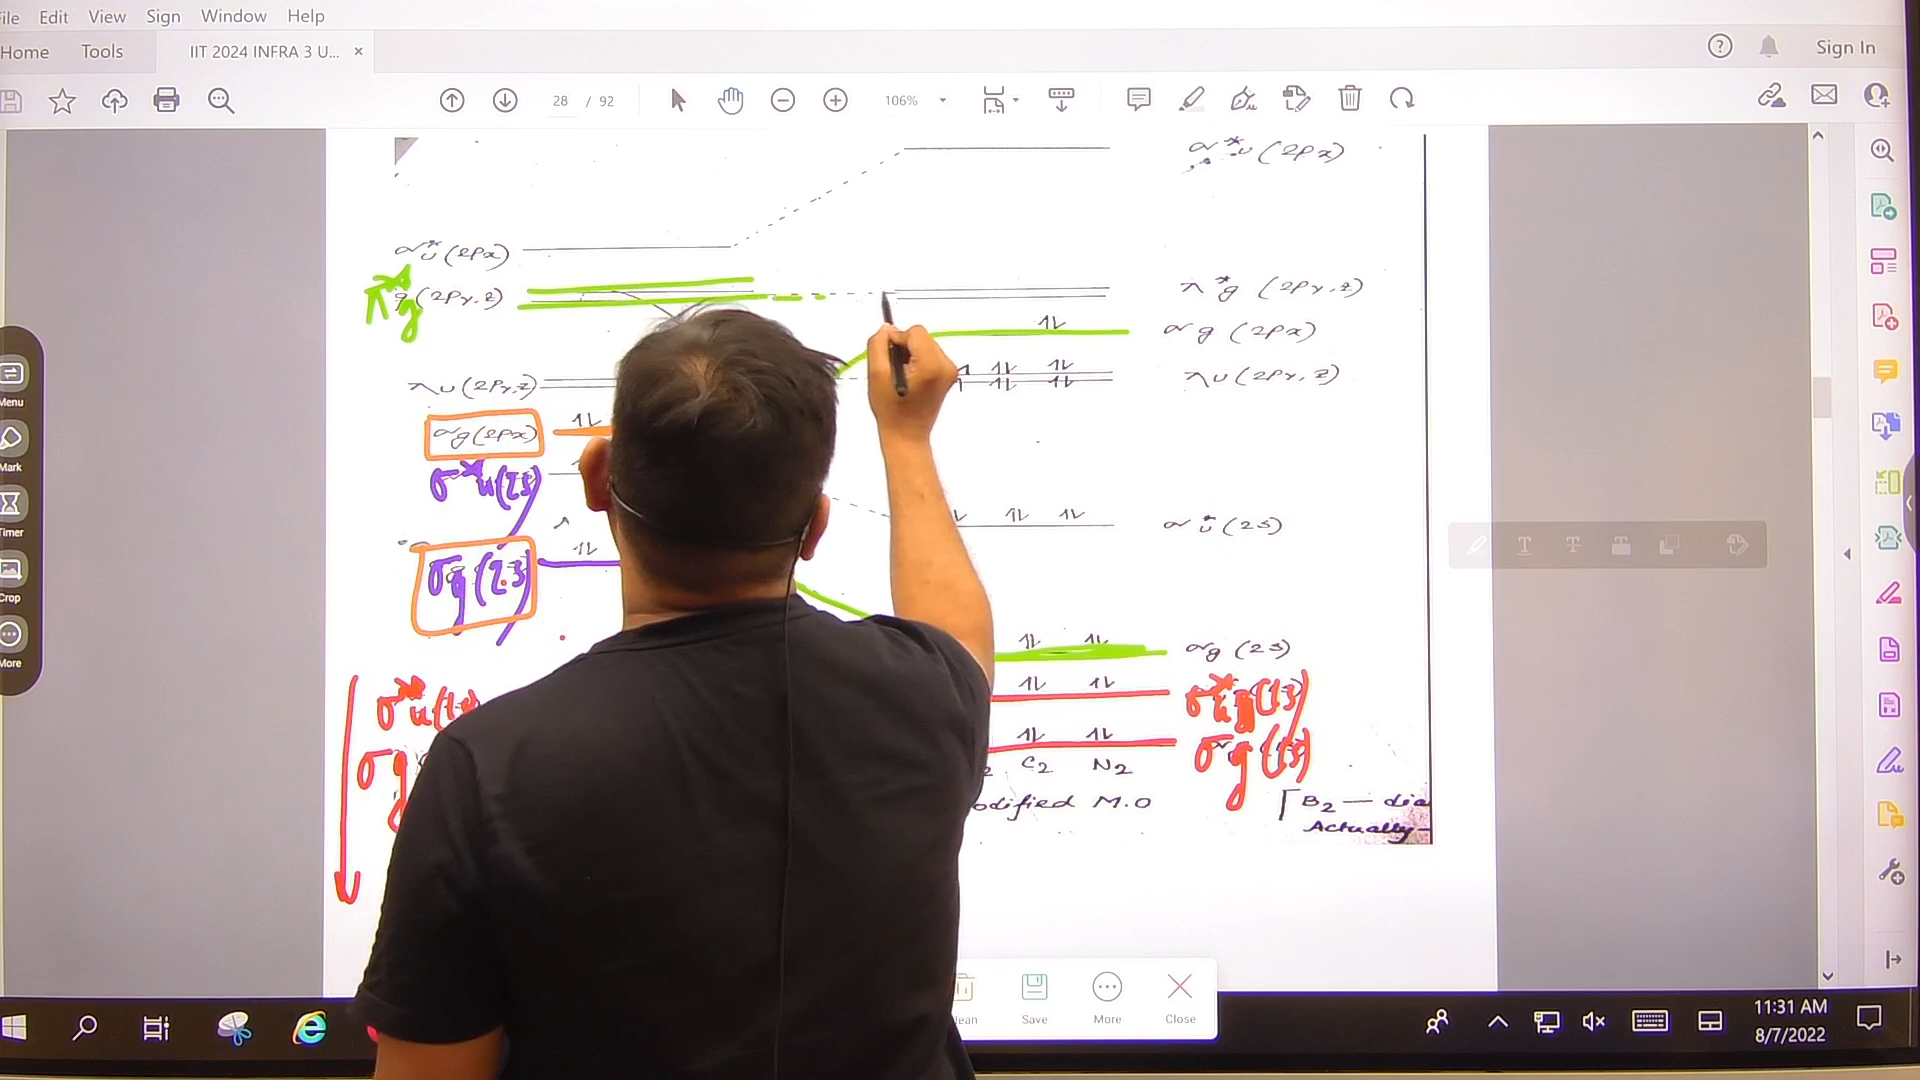 File Edit View Sign Window Help
Home Tools IIT 2024 INFRA 3 U... × Sign In
28 / 92 106%
σ*u (2px)
σ*u (2px)
π*g (2py,z)
π*g (2py,z)
σg (2px)
πu (2py,z)
πu (2py,z)
σg (2px)
σ*u (2s)
σ*u (2s)
σg (2s)
σg (2s)
σ*u (1s)
σg
σg (1s)
C2 N2
odified M.O
B2 — dia
Actually —
Menu
Mark
Timer
Crop
More
lean Save More Close
11:31 AM
8/7/2022